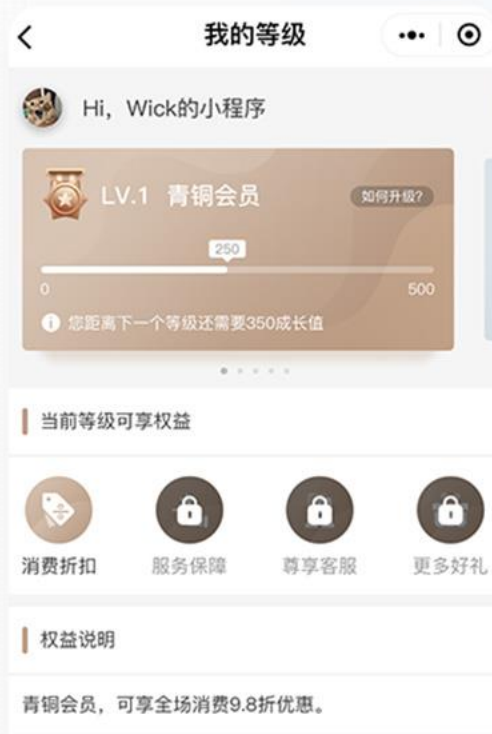 我的等级
Hi, Wick的小程序
LV.1 青铜会员
如何升级?
250
0
500
您距离下一个等级还需要350成长值
当前等级可享权益
消费折扣
服务保障
尊享客服
更多好礼
权益说明
青铜会员，可享全场消费9.8折优惠。